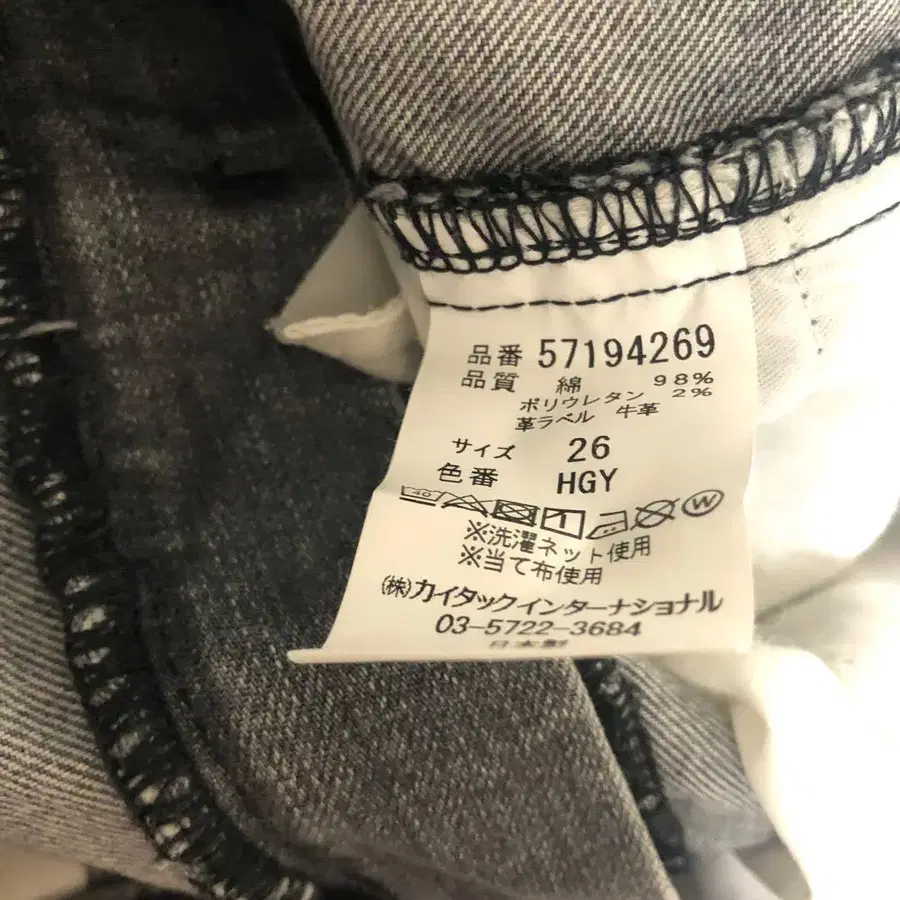 品番 57194269
品質 綿 98%
ポリウレタン 2%
革ラベル 牛革
サイズ 26
色番 HGY
40 1 W
※洗濯ネット使用
※当て布使用
(株)カイタックインターナショナル
03-5722-3684
日本製